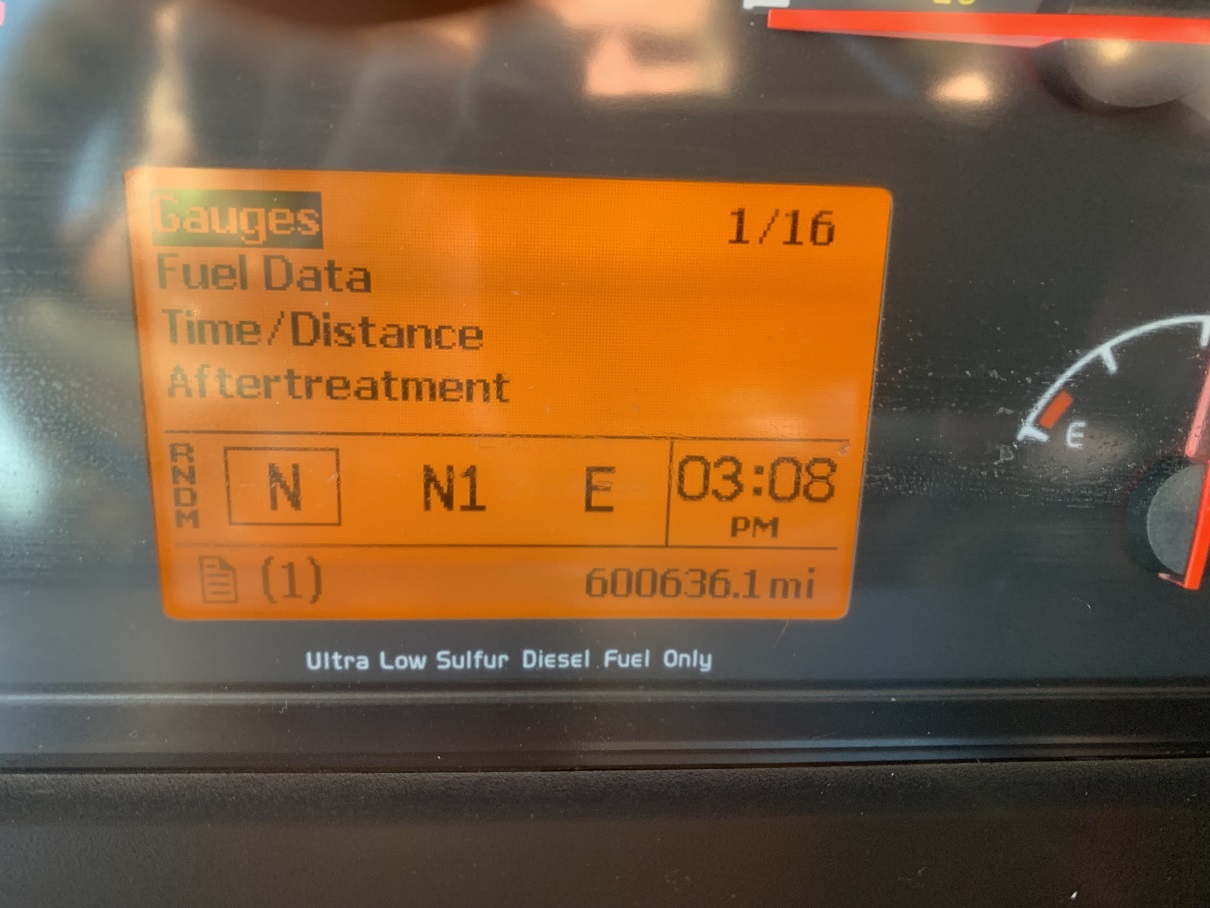 Gauges 1/16
Fuel Data
Time/Distance
Aftertreatment
R
N
D
M
N N1 E 03:08
PM
(1) 600636.1 mi
E
Ultra Low Sulfur Diesel Fuel Only